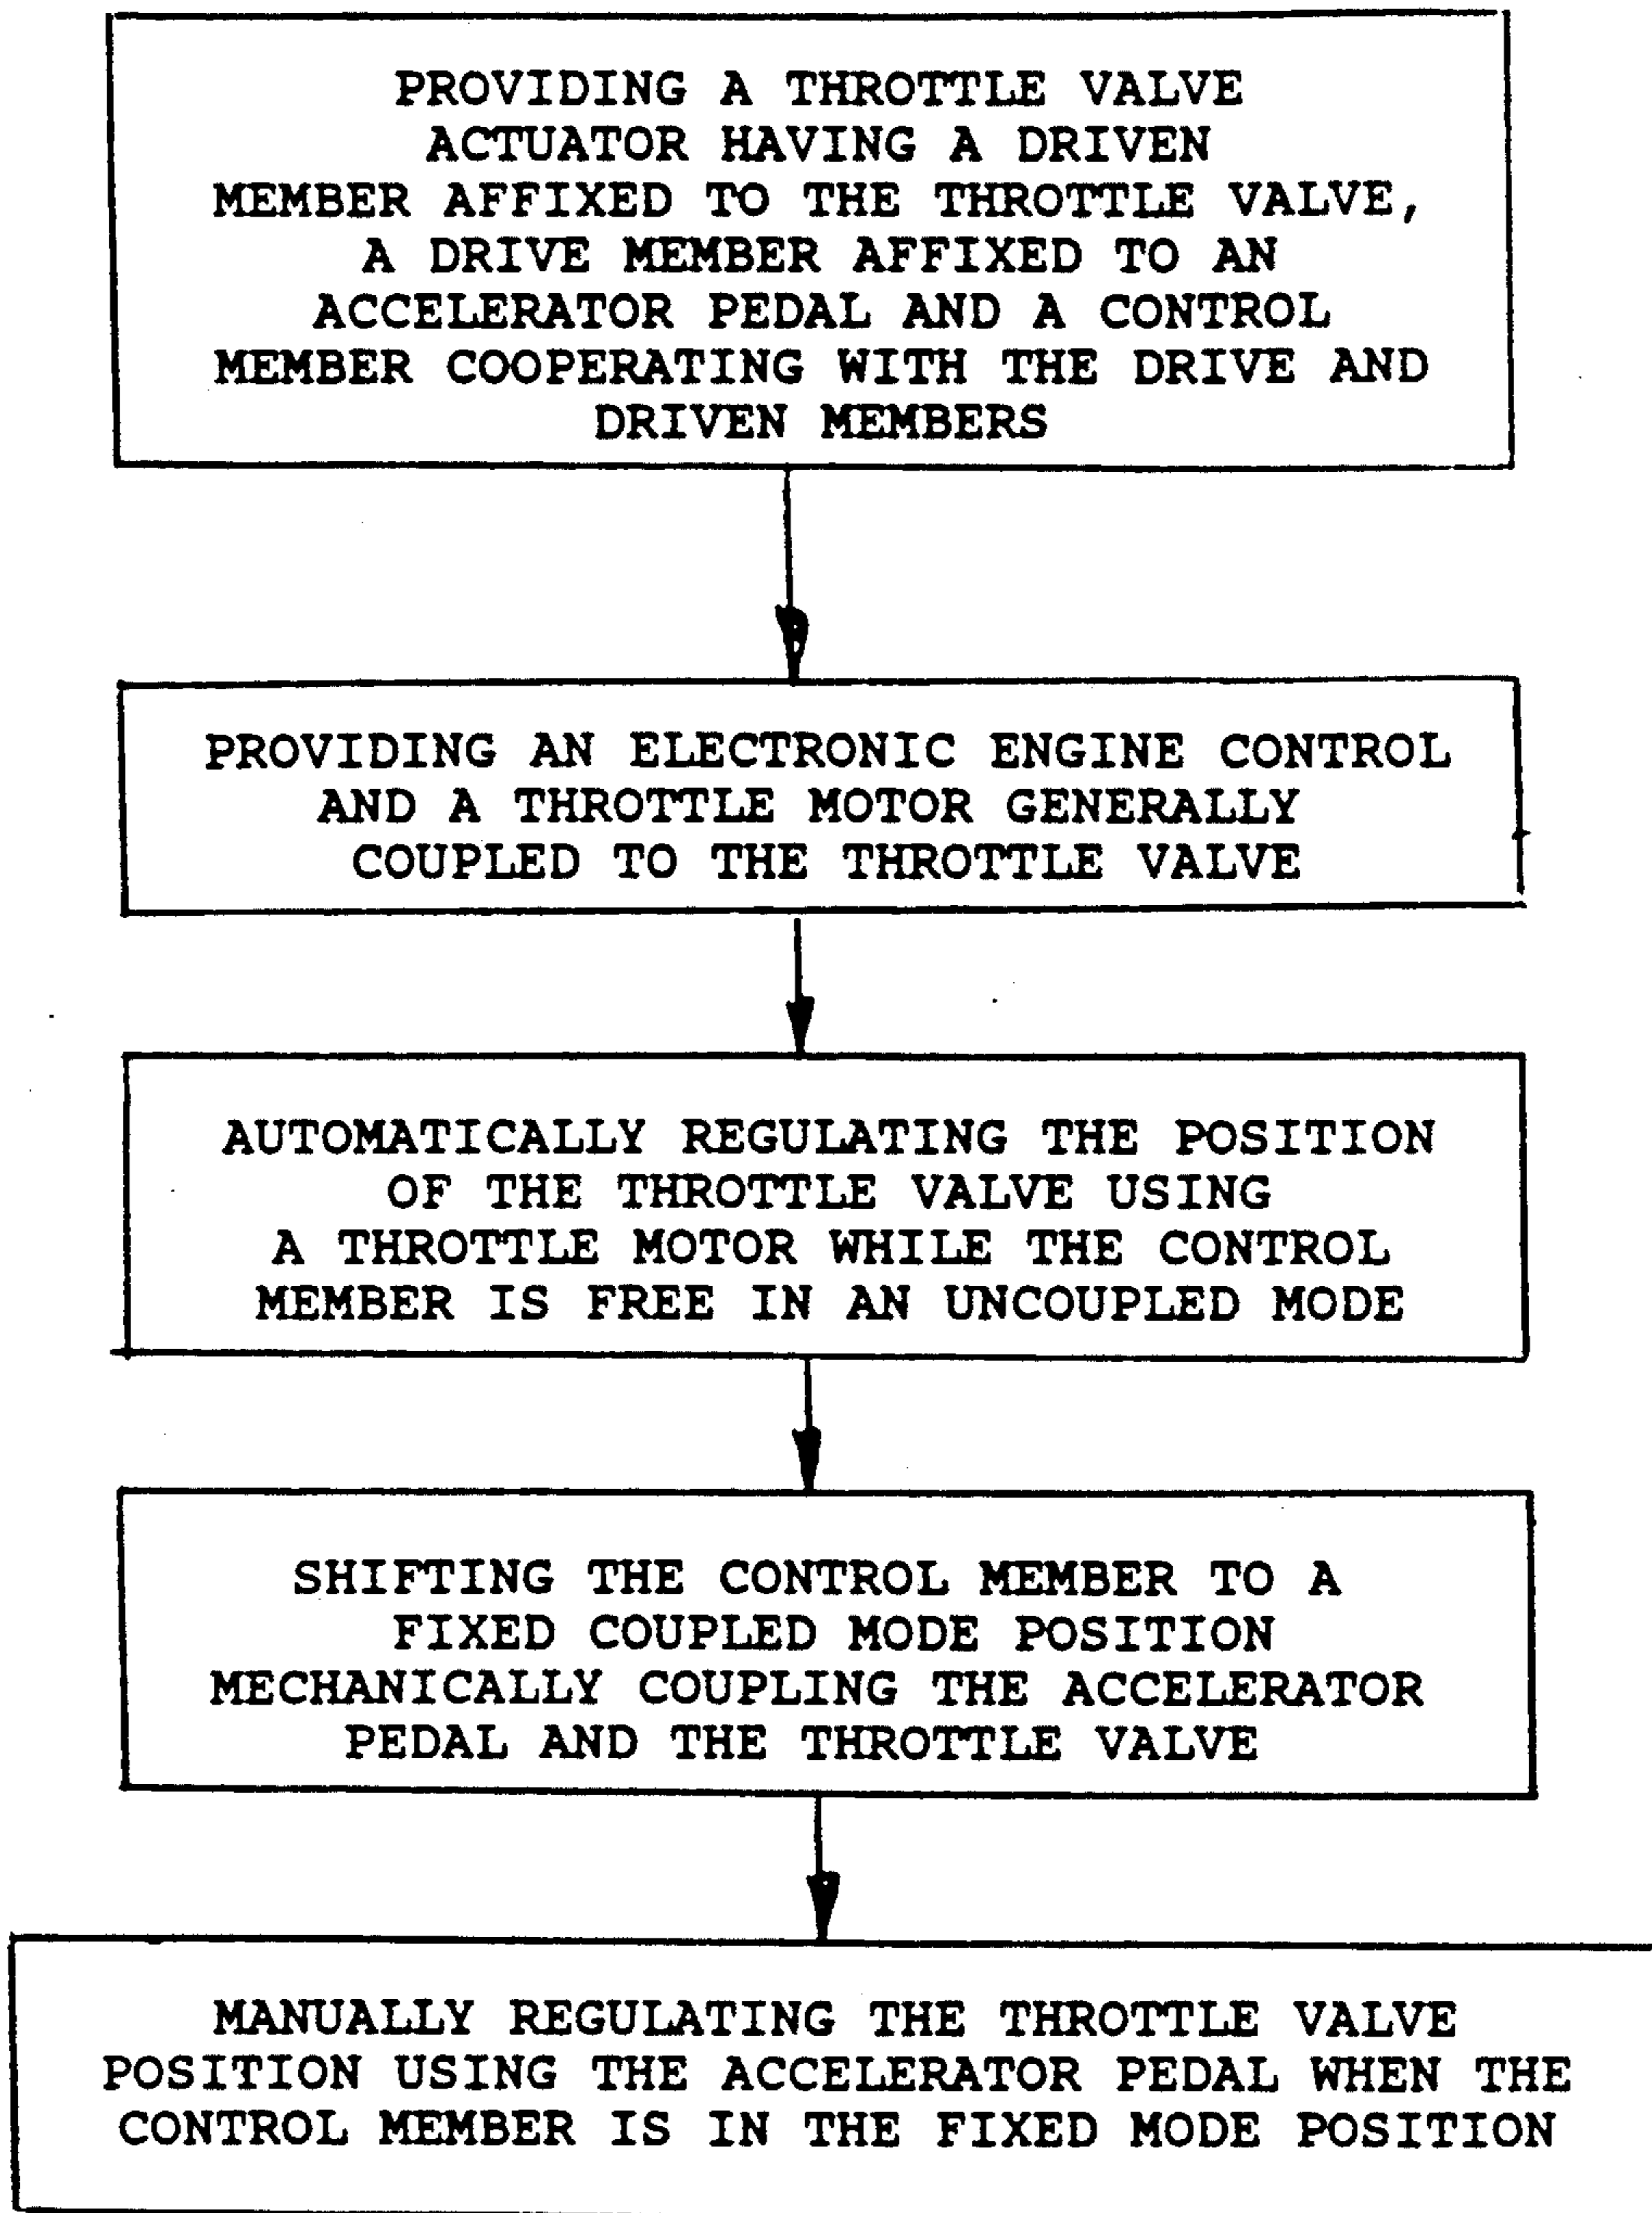 PROVIDING A THROTTLE VALVE
ACTUATOR HAVING A DRIVEN
MEMBER AFFIXED TO THE THROTTLE VALVE,
A DRIVE MEMBER AFFIXED TO AN
ACCELERATOR PEDAL AND A CONTROL
MEMBER COOPERATING WITH THE DRIVE AND
DRIVEN MEMBERS
PROVIDING AN ELECTRONIC ENGINE CONTROL
AND A THROTTLE MOTOR GENERALLY
COUPLED TO THE THROTTLE VALVE
AUTOMATICALLY REGULATING THE POSITION
OF THE THROTTLE VALVE USING
A THROTTLE MOTOR WHILE THE CONTROL
MEMBER IS FREE IN AN UNCOUPLED MODE
SHIFTING THE CONTROL MEMBER TO A
FIXED COUPLED MODE POSITION
MECHANICALLY COUPLING THE ACCELERATOR
PEDAL AND THE THROTTLE VALVE
MANUALLY REGULATING THE THROTTLE VALVE
POSITION USING THE ACCELERATOR PEDAL WHEN THE
CONTROL MEMBER IS IN THE FIXED MODE POSITION